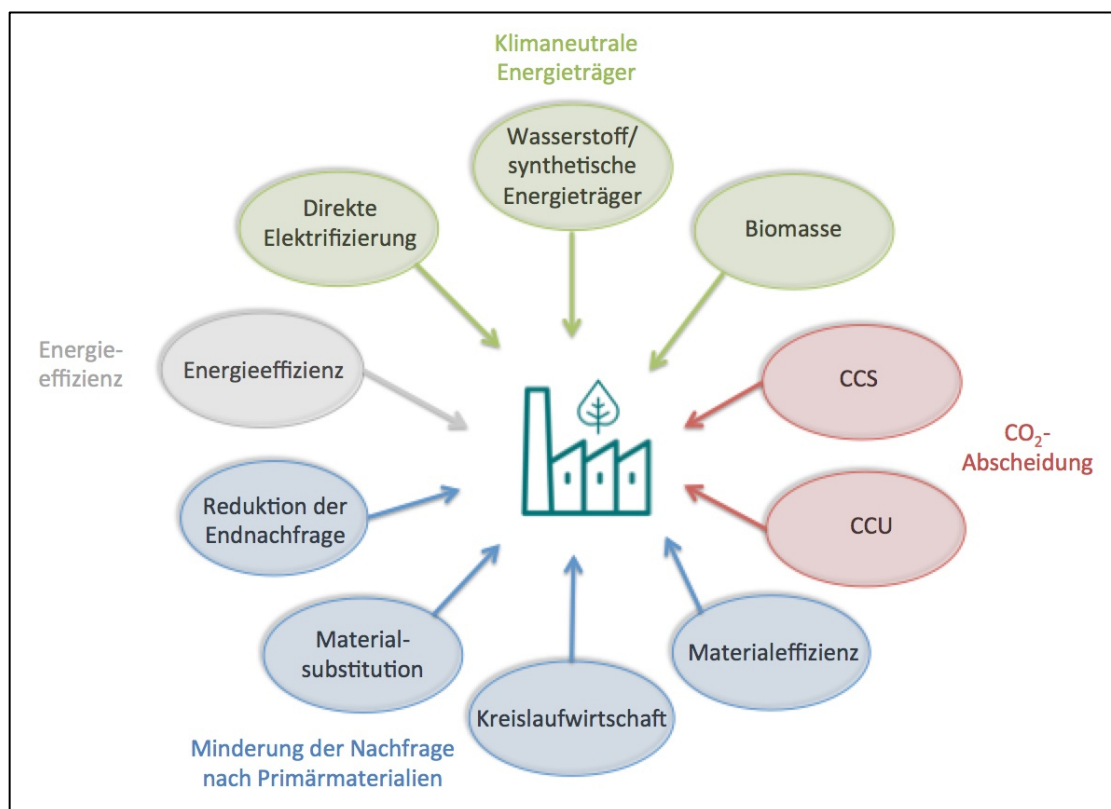 Klimaneutrale
Energieträger
Wasserstoff/
synthetische
Energieträger
Direkte
Elektrifizierung
Biomasse
Energie-
effizienz
Energieeffizienz
CCS
CO₂-
Abscheidung
Reduktion der
Endnachfrage
CCU
Material-
substitution
Materialeffizienz
Kreislaufwirtschaft
Minderung der Nachfrage
nach Primärmaterialien